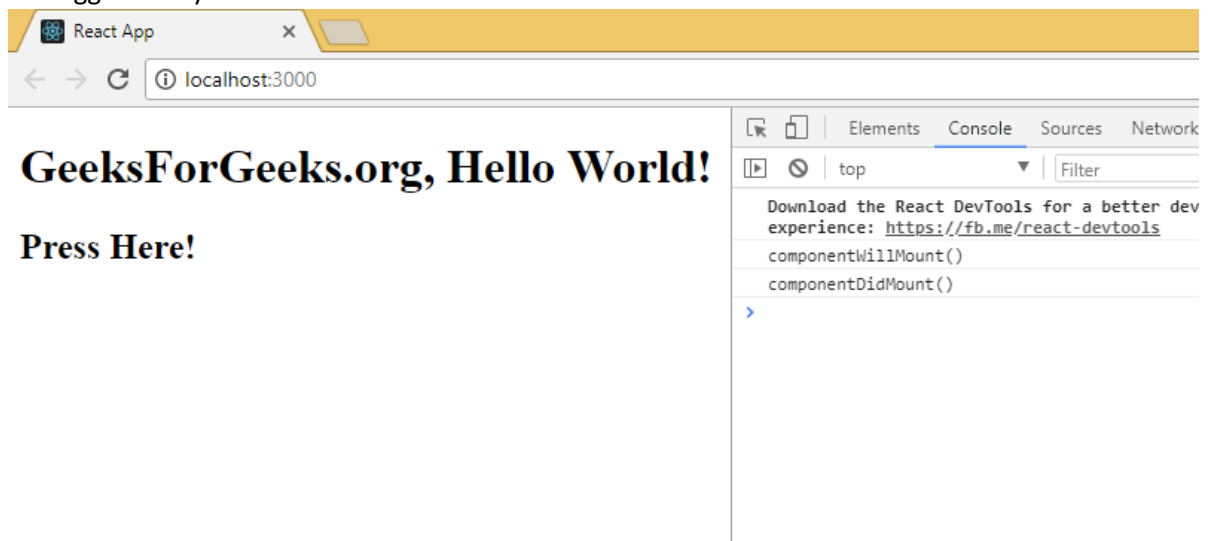 React App
localhost:3000
GeeksForGeeks.org, Hello World!
Press Here!
Elements Console Sources Network
top Filter
Download the React DevTools for a better dev
experience: https://fb.me/react-devtools
componentWillMount()
componentDidMount()